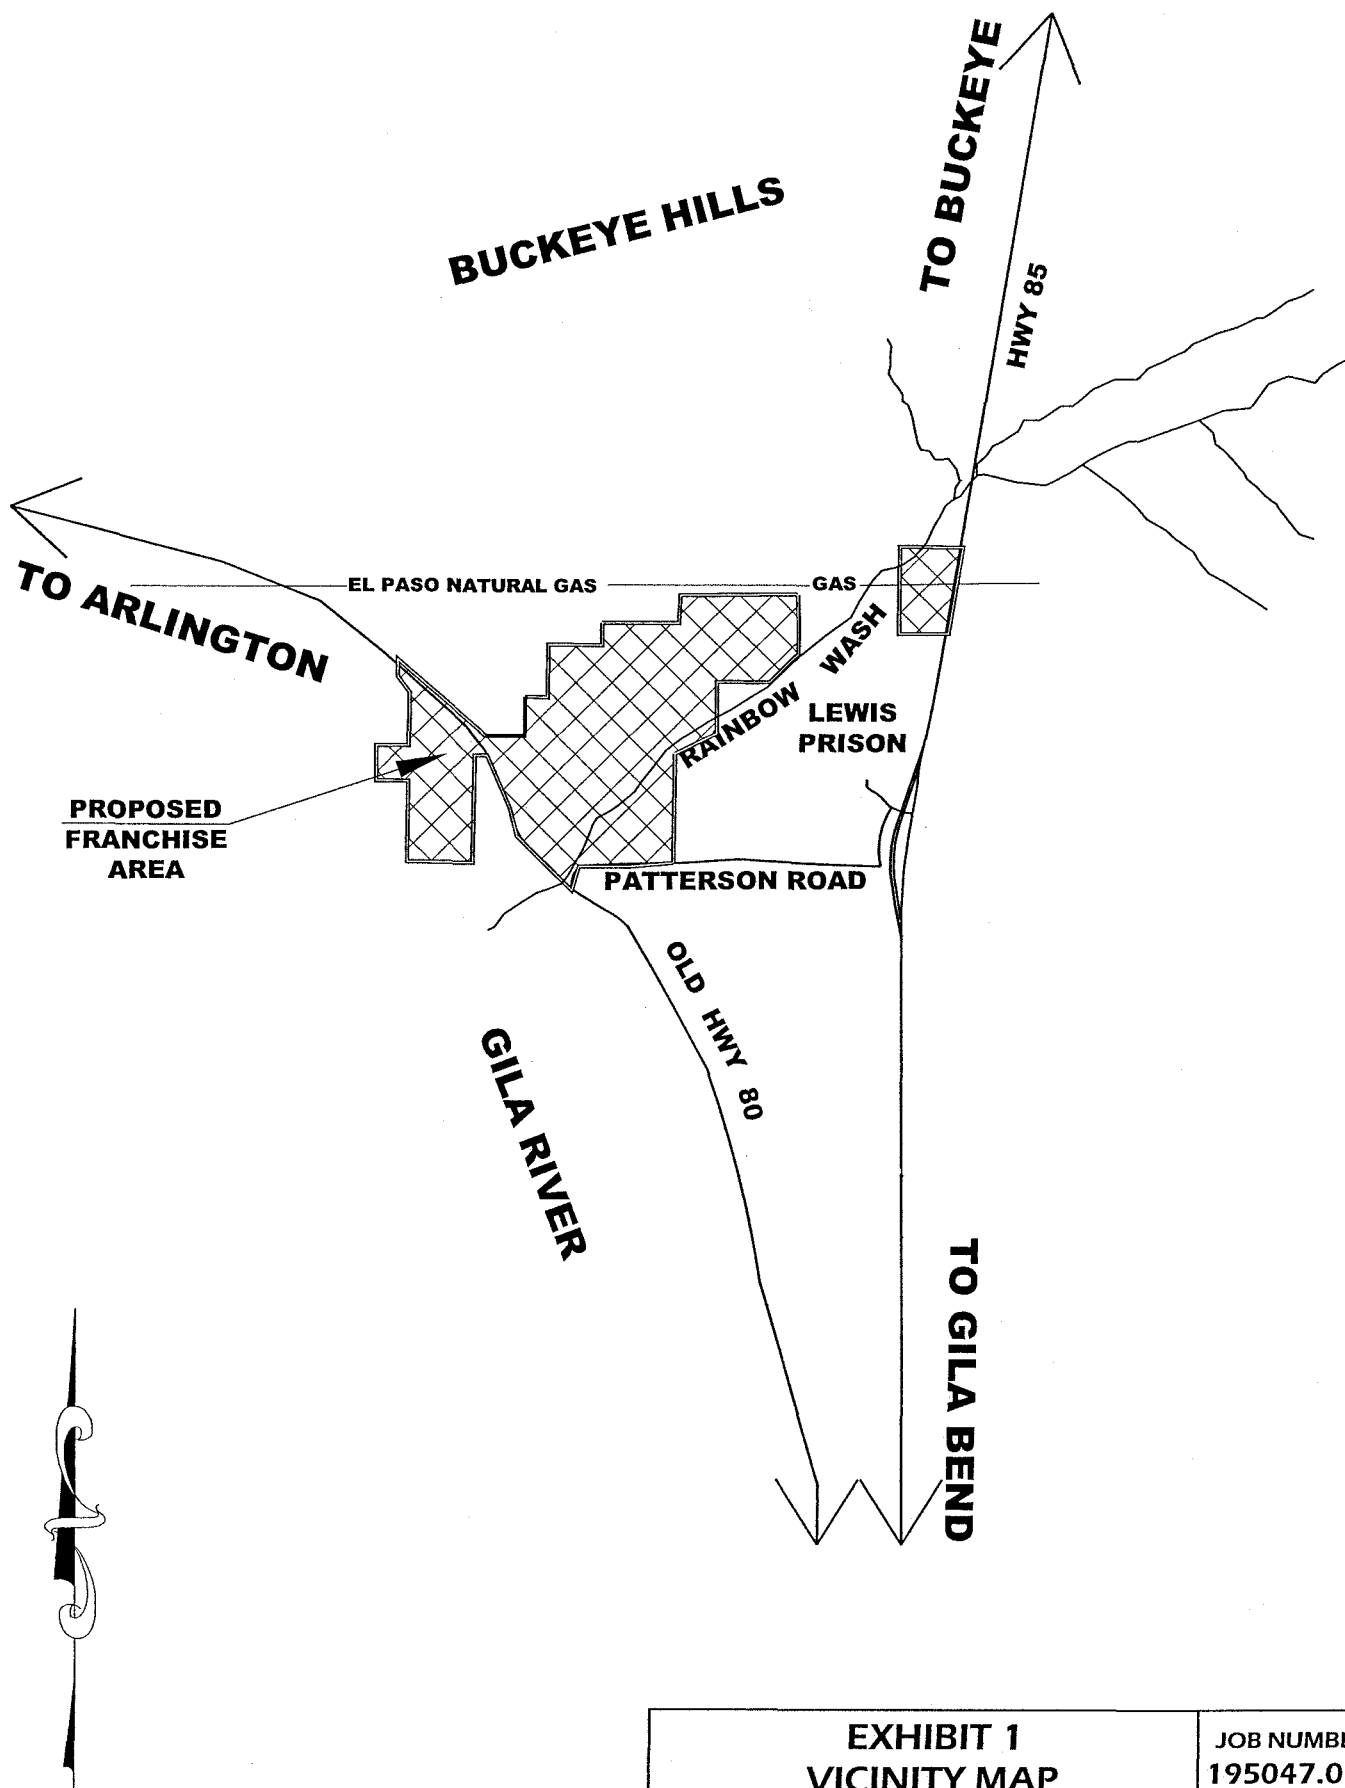 TO BUCKEYE
BUCKEYE HILLS
HWY 85
TO ARLINGTON
EL PASO NATURAL GAS
GAS
RAINBOW WASH
LEWIS
PRISON
PROPOSED
FRANCHISE
AREA
PATTERSON ROAD
OLD HWY 80
GILA RIVER
TO GILA BEND
EXHIBIT 1
VICINITY MAP
JOB NUMBE
195047.0